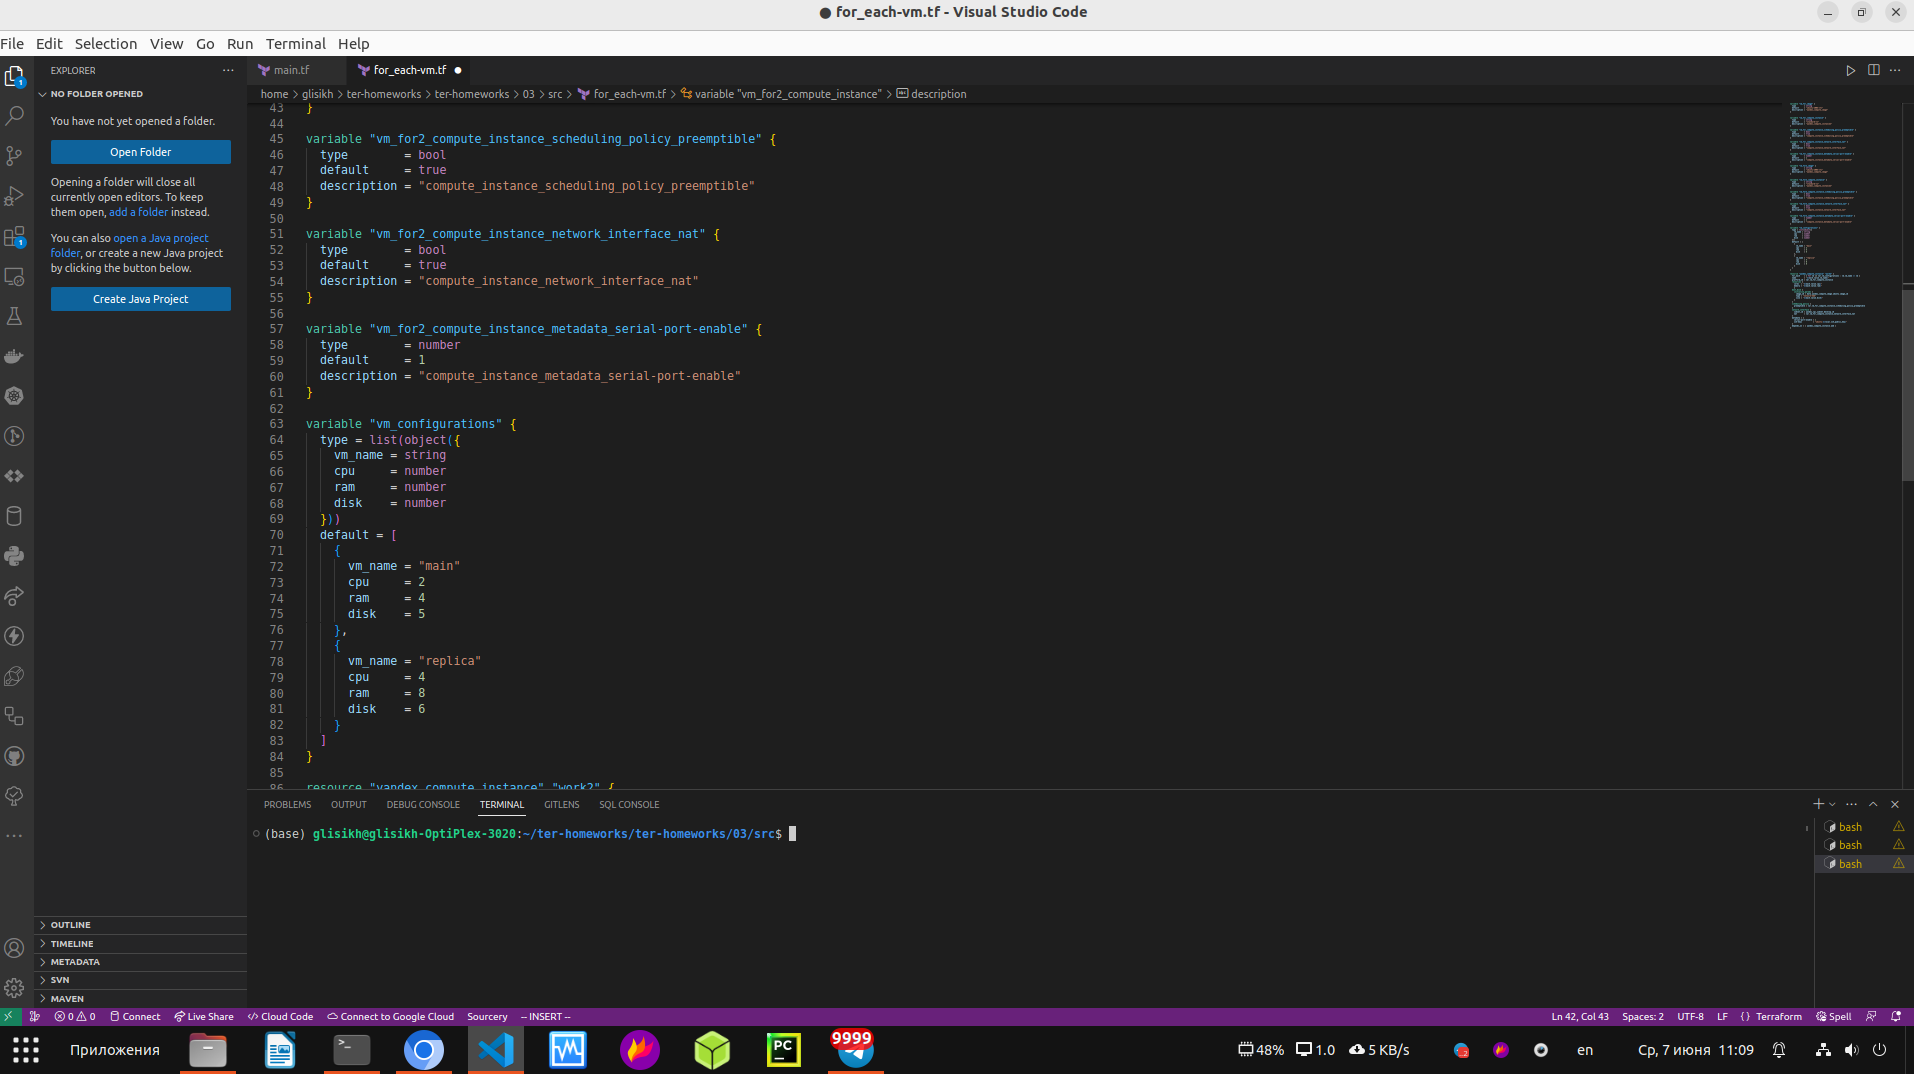 ● for_each-vm.tf - Visual Studio Code
File Edit Selection View Go Run Terminal Help
EXPLORER
main.tf
for_each-vm.tf
NO FOLDER OPENED
home > glisikh > ter-homeworks > ter-homeworks > 03 > src > for_each-vm.tf > variable "vm_for2_compute_instance" > description
You have not yet opened a folder.
Open Folder
Opening a folder will close all
currently open editors. To keep
them open, add a folder instead.
You can also open a Java project
folder, or create a new Java project
by clicking the button below.
Create Java Project
OUTLINE
TIMELINE
METADATA
SVN
MAVEN
43 }
44
45 variable "vm_for2_compute_instance_scheduling_policy_preemptible" {
46 type = bool
47 default = true
48 description = "compute_instance_scheduling_policy_preemptible"
49 }
50
51 variable "vm_for2_compute_instance_network_interface_nat" {
52 type = bool
53 default = true
54 description = "compute_instance_network_interface_nat"
55 }
56
57 variable "vm_for2_compute_instance_metadata_serial-port-enable" {
58 type = number
59 default = 1
60 description = "compute_instance_metadata_serial-port-enable"
61 }
62
63 variable "vm_configurations" {
64 type = list(object({
65 vm_name = string
66 cpu = number
67 ram = number
68 disk = number
69 }))
70 default = [
71 {
72 vm_name = "main"
73 cpu = 2
74 ram = 4
75 disk = 5
76 },
77 {
78 vm_name = "replica"
79 cpu = 4
80 ram = 8
81 disk = 6
82 }
83 ]
84 }
85
86 resource "yandex_compute_instance" "work2" {
PROBLEMS OUTPUT DEBUG CONSOLE TERMINAL GITLENS SQL CONSOLE
(base) glisikh@glisikh-OptiPlex-3020:~/ter-homeworks/ter-homeworks/03/src$
bash
bash
bash
0 0 Connect Live Share Cloud Code Connect to Google Cloud Sourcery -- INSERT --
Ln 42, Col 43 Spaces: 2 UTF-8 LF {} Terraform Spell
Приложения
PC
9999
48% 1.0 5 KB/s
en
Ср, 7 июня 11:09